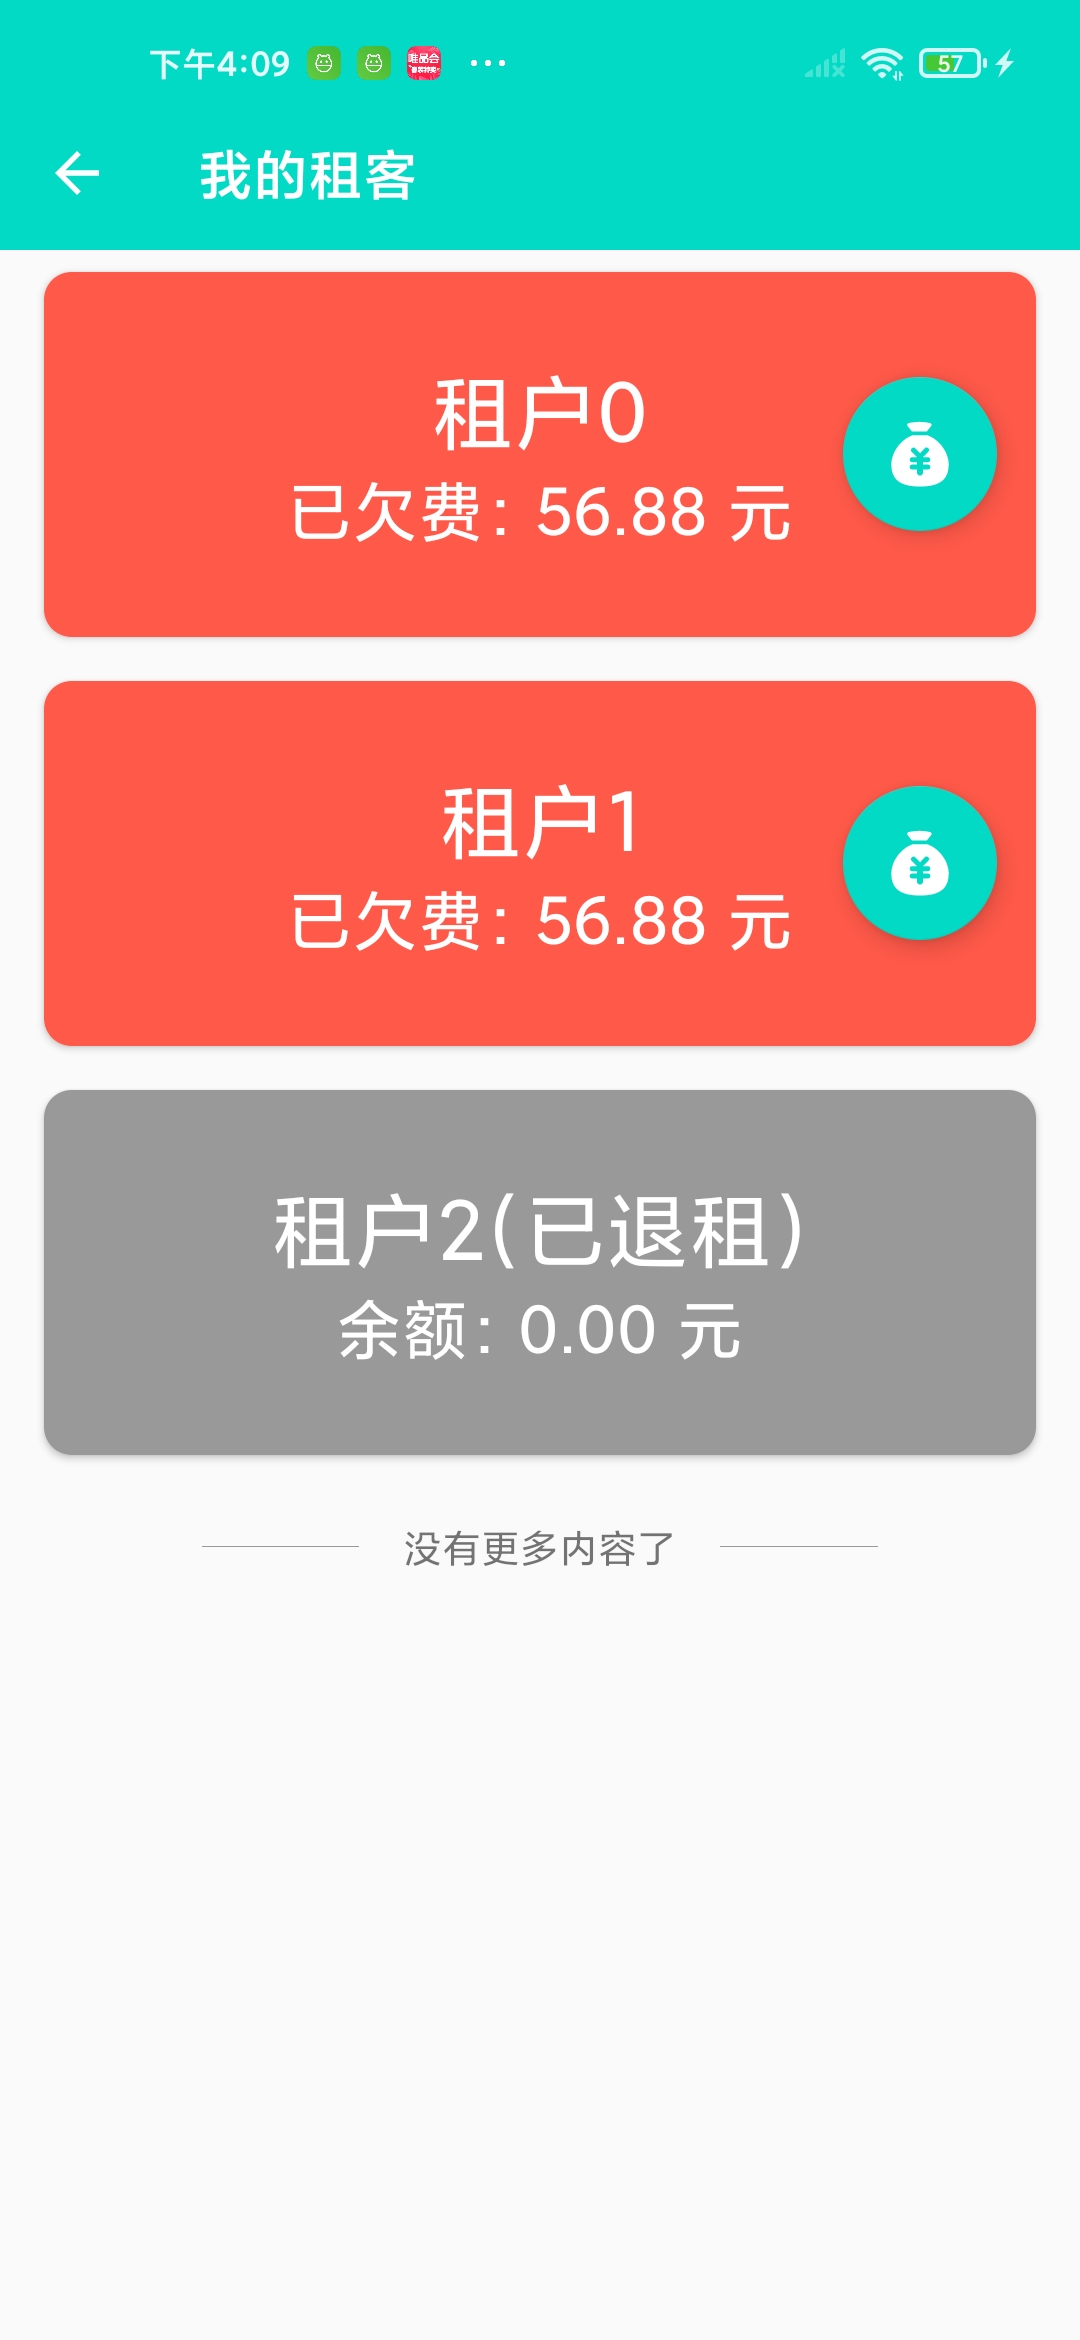 下午4:09 唯品会 ... 57
我的租客
租户0
已欠费: 56.88 元
租户1
已欠费: 56.88 元
租户2(已退租)
余额: 0.00 元
没有更多内容了